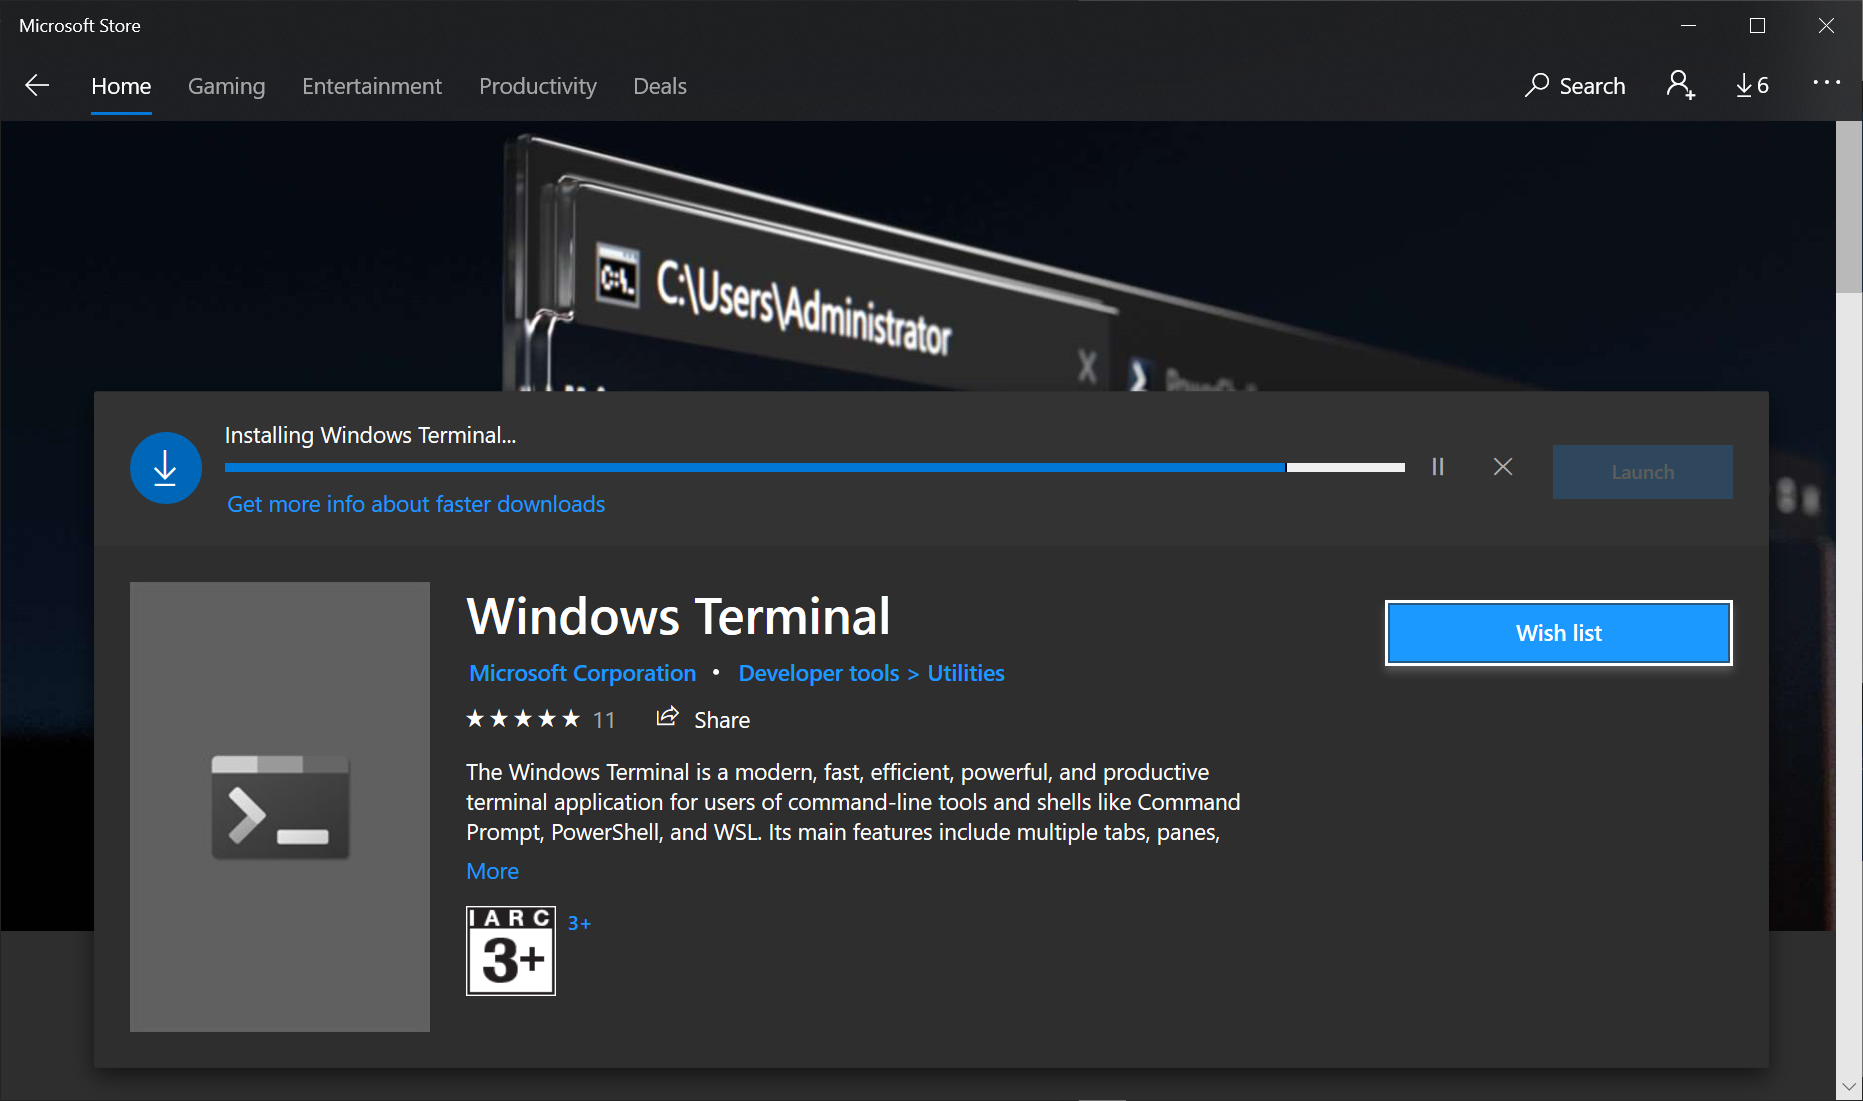 Microsoft Store
Home Gaming Entertainment Productivity Deals Search 6
C:\Users\Administrator
Installing Windows Terminal...
Launch
Get more info about faster downloads
Windows Terminal
Wish list
Microsoft Corporation • Developer tools > Utilities
11 Share
The Windows Terminal is a modern, fast, efficient, powerful, and productive
terminal application for users of command-line tools and shells like Command
Prompt, PowerShell, and WSL. Its main features include multiple tabs, panes,
More
IARC
3+
3+